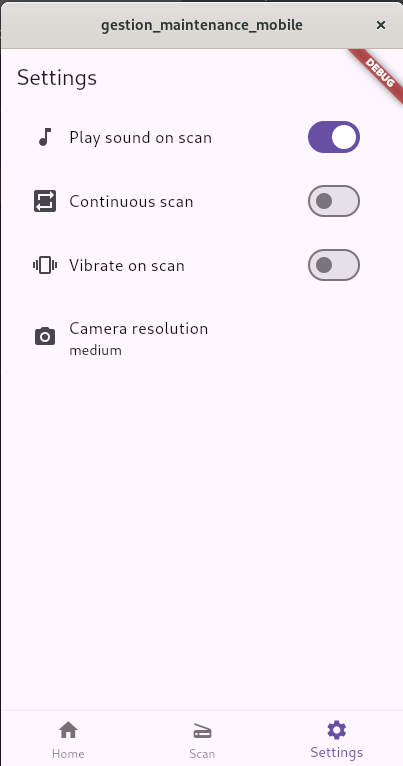 gestion_maintenance_mobile
DEBUG
Settings
Play sound on scan
Continuous scan
Vibrate on scan
Camera resolution
medium
Home
Scan
Settings